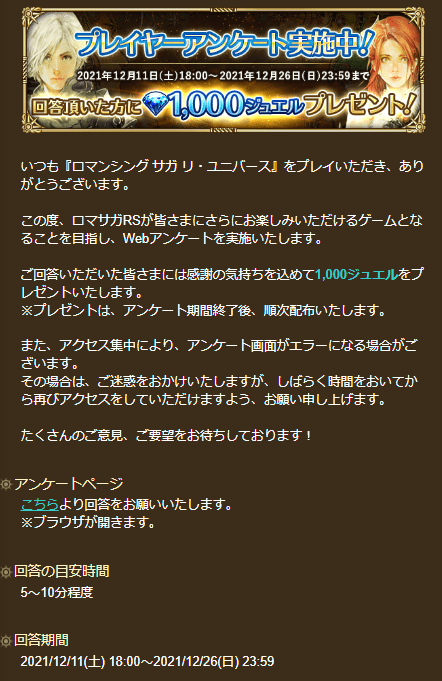 プレイヤーアンケート実施中!
2021年12月11日(土)18:00～2021年12月26日(日)23:59まで
回答頂いた方に1,000ジュエルプレゼント!
いつも『ロマンシング サガ リ・ユニバース』をプレイいただき、あり
がとうございます。
この度、ロマサガRSが皆さまにさらにお楽しみいただけるゲームとな
ることを目指し、Webアンケートを実施いたします。
ご回答いただいた皆さまには感謝の気持ちを込めて1,000ジュエルをプ
レゼントいたします。
※プレゼントは、アンケート期間終了後、順次配布いたします。
また、アクセス集中により、アンケート画面がエラーになる場合がご
ざいます。
その場合は、ご迷惑をおかけいたしますが、しばらく時間をおいてか
ら再びアクセスをしていただけますよう、お願い申し上げます。
たくさんのご意見、ご要望をお待ちしております！
アンケートページ
こちらより回答をお願いいたします。
※ブラウザが開きます。
回答の目安時間
5～10分程度
回答期間
2021/12/11(土) 18:00～2021/12/26(日) 23:59